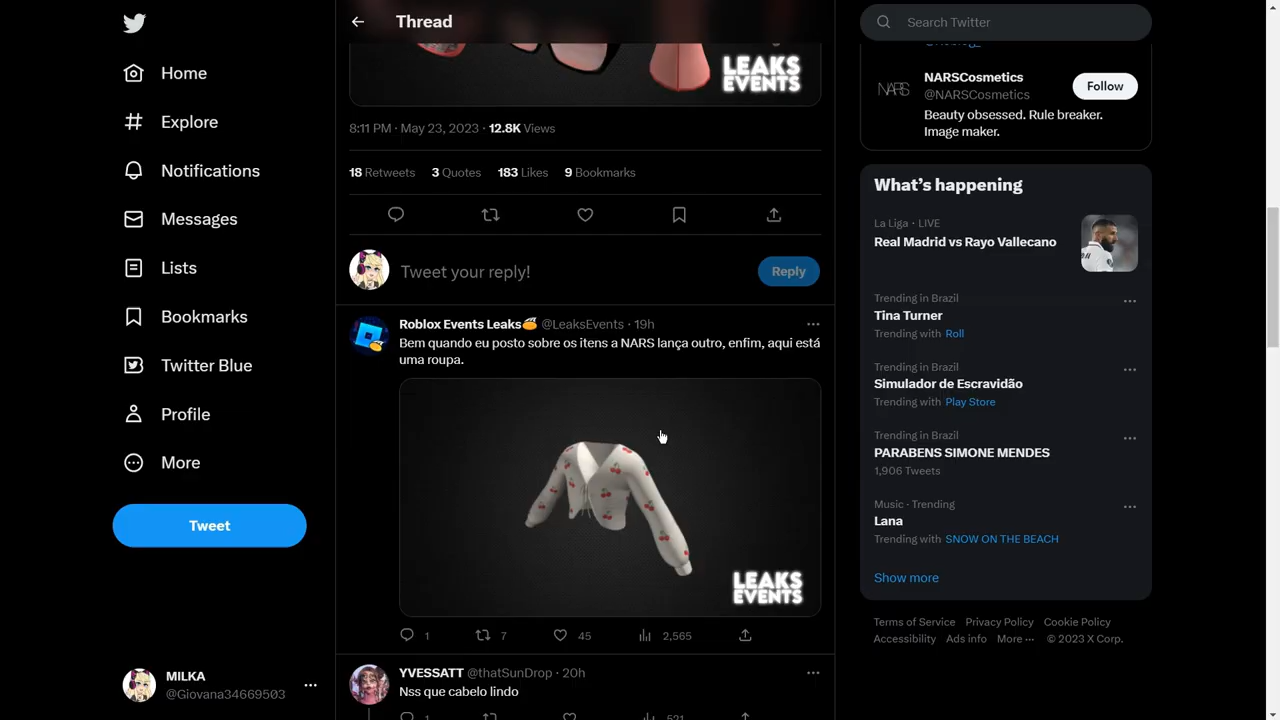 Thread
Search Twitter
Home
Explore
Notifications
Messages
Lists
Bookmarks
Twitter Blue
Profile
More
Tweet
MILKA
@Giovana34669503
LEAKS
EVENTS
8:11 PM · May 23, 2023 · 12.8K Views
18 Retweets 3 Quotes 183 Likes 9 Bookmarks
Tweet your reply!
Reply
Roblox Events Leaks @LeaksEvents · 19h
Bem quando eu posto sobre os itens a NARS lança outro, enfim, aqui está
uma roupa.
LEAKS
EVENTS
1 7 45 2,565
YVESSATT @thatSunDrop · 20h
Nss que cabelo lindo
1 521
NARS
NARSCosmetics
@NARSCosmetics
Follow
Beauty obsessed. Rule breaker.
Image maker.
What's happening
La Liga · LIVE
Real Madrid vs Rayo Vallecano
Trending in Brazil
Tina Turner
Trending with Roll
Trending in Brazil
Simulador de Escravidão
Trending with Play Store
Trending in Brazil
PARABENS SIMONE MENDES
1,906 Tweets
Music · Trending
Lana
Trending with SNOW ON THE BEACH
Show more
Terms of Service Privacy Policy Cookie Policy
Accessibility Ads info More ··· © 2023 X Corp.